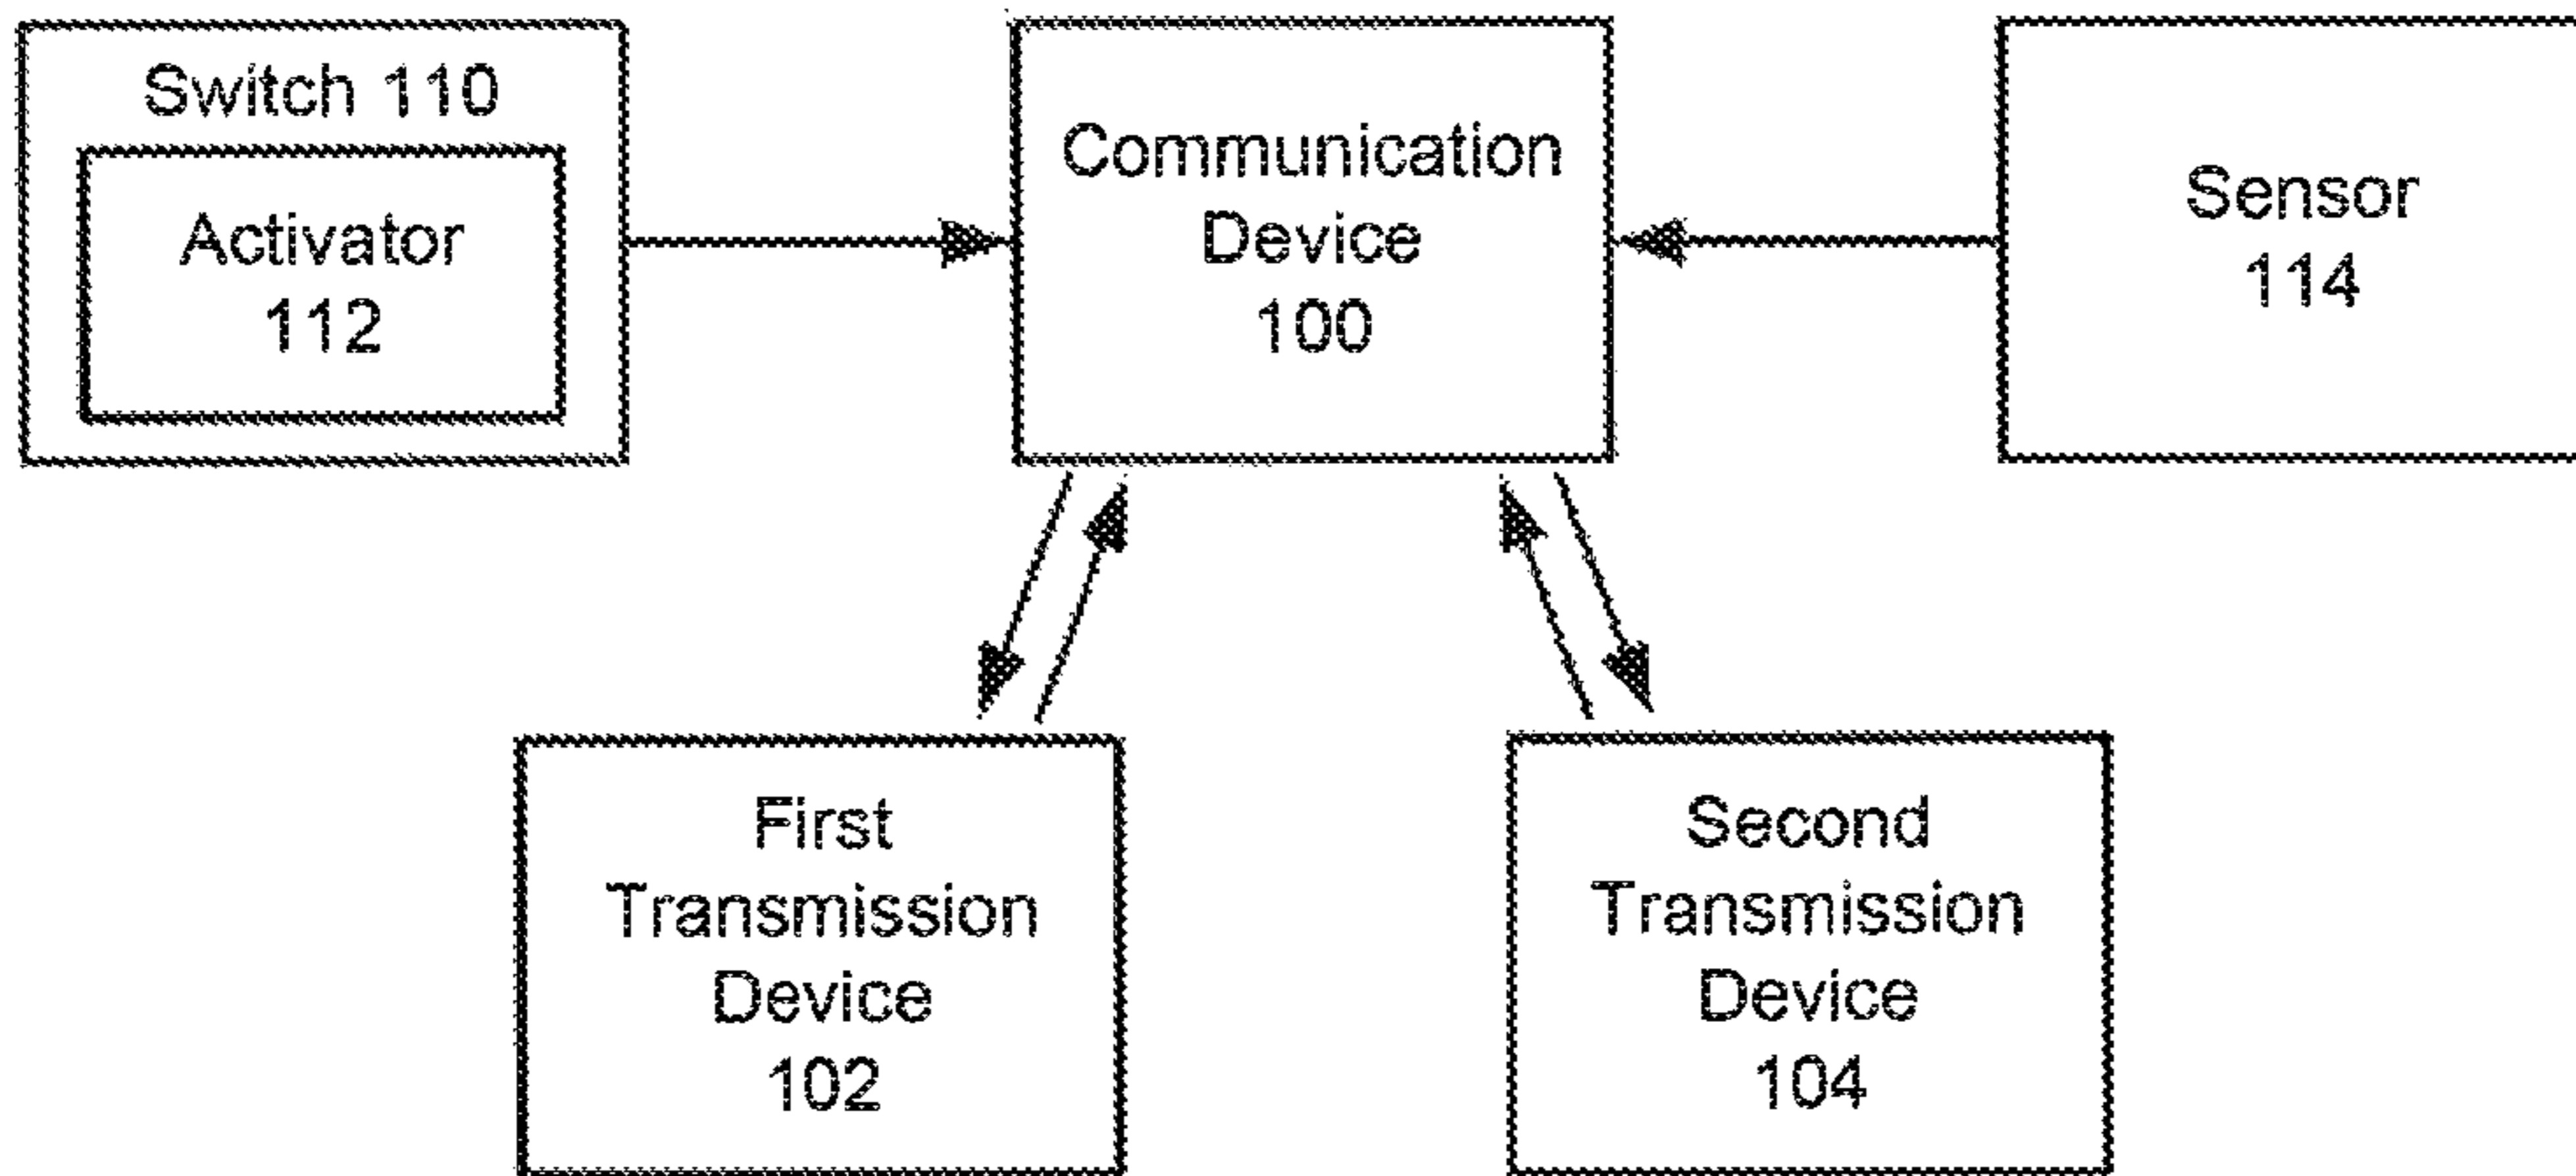 Switch 110
Activator
112
Communication
Device
100
Sensor
114
First
Transmission
Device
102
Second
Transmission
Device
104